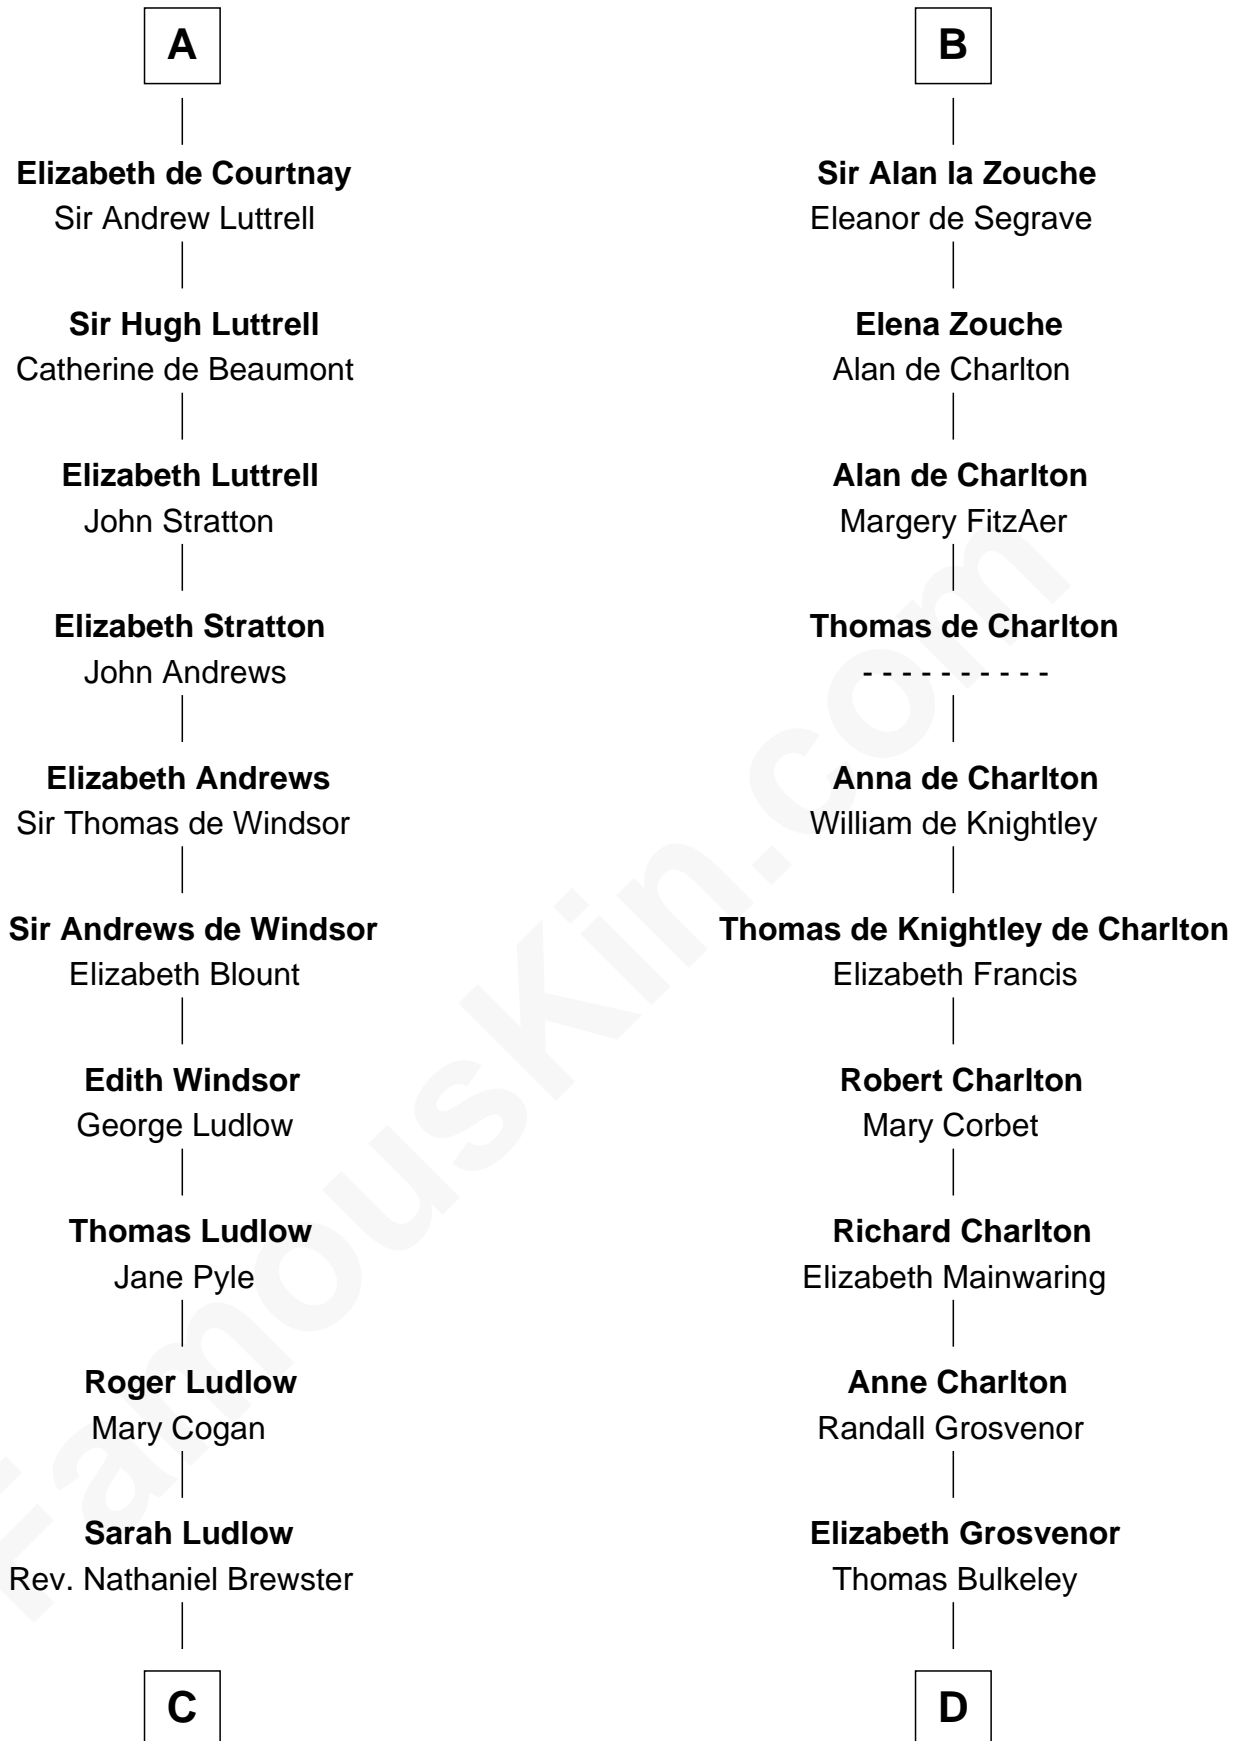 A
Elizabeth de Courtnay
Sir Andrew Luttrell
Sir Hugh Luttrell
Catherine de Beaumont
Elizabeth Luttrell
John Stratton
Elizabeth Stratton
John Andrews
Elizabeth Andrews
Sir Thomas de Windsor
Sir Andrews de Windsor
Elizabeth Blount
Edith Windsor
George Ludlow
Thomas Ludlow
Jane Pyle
Roger Ludlow
Mary Cogan
Sarah Ludlow
Rev. Nathaniel Brewster
C
B
Sir Alan la Zouche
Eleanor de Segrave
Elena Zouche
Alan de Charlton
Alan de Charlton
Margery FitzAer
Thomas de Charlton
- - - - - - - - - -
Anna de Charlton
William de Knightley
Thomas de Knightley de Charlton
Elizabeth Francis
Robert Charlton
Mary Corbet
Richard Charlton
Elizabeth Mainwaring
Anne Charlton
Randall Grosvenor
Elizabeth Grosvenor
Thomas Bulkeley
D
FamousKin.com